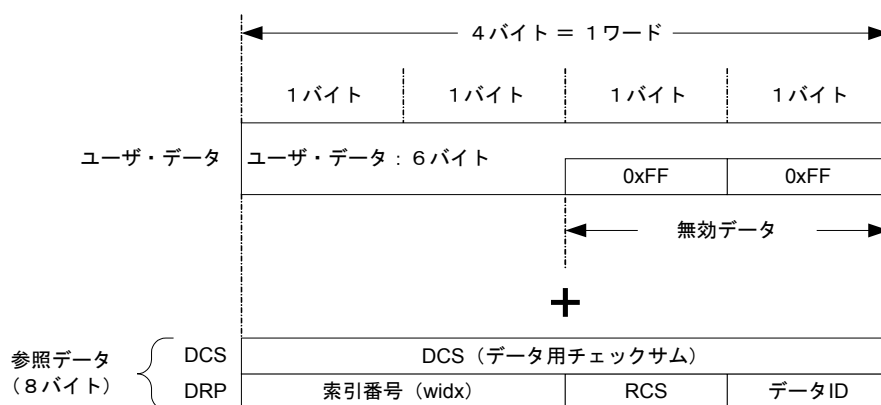 ４バイト ＝ １ワード
１バイト １バイト １バイト １バイト
ユーザ・データ ユーザ・データ：６バイト
0xFF 0xFF
無効データ
+
参照データ
（８バイト）
DCS DCS（データ用チェックサム）
DRP 索引番号（widx） RCS データID